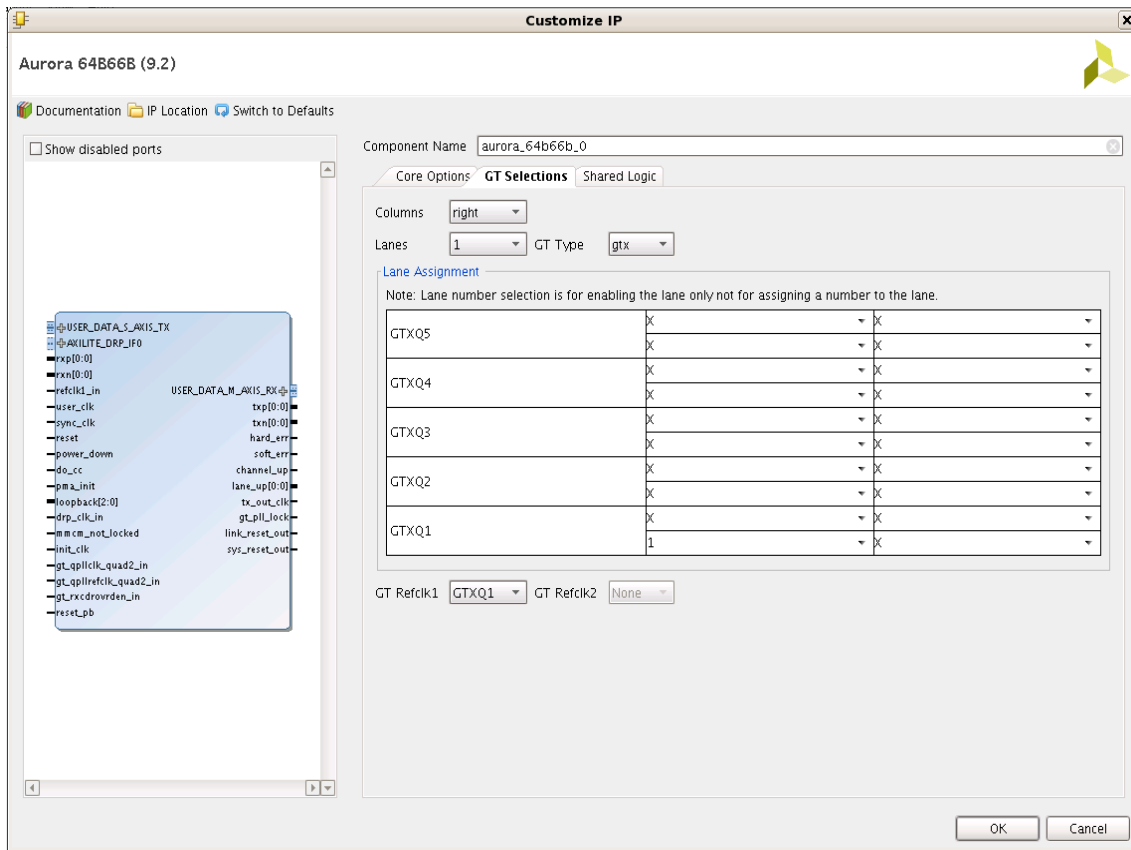 Customize IP
Aurora 64B66B (9.2)
Documentation IP Location Switch to Defaults
Show disabled ports
USER_DATA_S_AXIS_TX
AXILITE_DRP_IF0
rxp[0:0]
rxn[0:0]
refclk1_in
user_clk
sync_clk
reset
power_down
do_cc
pma_init
loopback[2:0]
drp_clk_in
mmcm_not_locked
init_clk
gt_qpllclk_quad2_in
gt_qpllrefclk_quad2_in
gt_rxcdrovrden_in
reset_pb
USER_DATA_M_AXIS_RX
txp[0:0]
txn[0:0]
hard_err
soft_err
channel_up
lane_up[0:0]
tx_out_clk
gt_pll_lock
link_reset_out
sys_reset_out
Component Name aurora_64b66b_0
Core Options GT Selections Shared Logic
Columns right
Lanes 1 GT Type gtx
Lane Assignment
Note: Lane number selection is for enabling the lane only not for assigning a number to the lane.
GTXQ5
X X
X X
GTXQ4
X X
X X
GTXQ3
X X
X X
GTXQ2
X X
X X
GTXQ1
X X
1 X
GT Refclk1 GTXQ1 GT Refclk2 None
OK Cancel